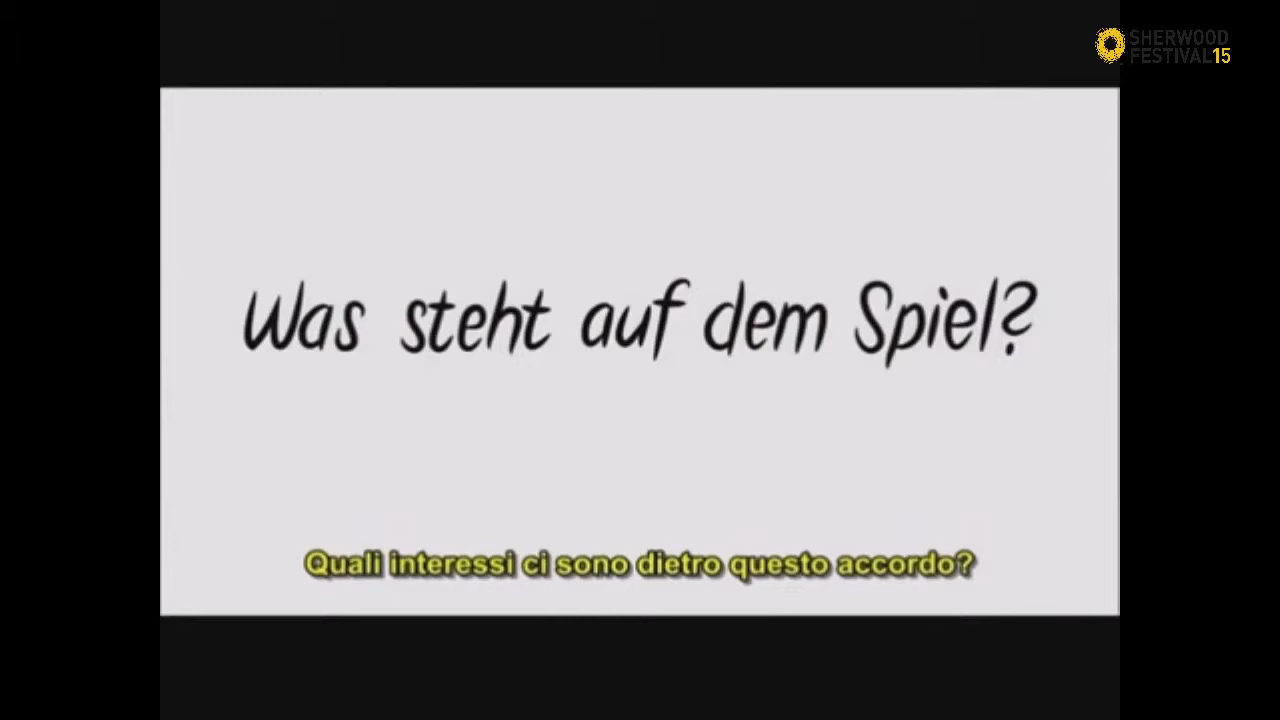 SHERWOOD
FESTIVAL15
Was steht auf dem Spiel?
Quali interessi ci sono dietro questo accordo?